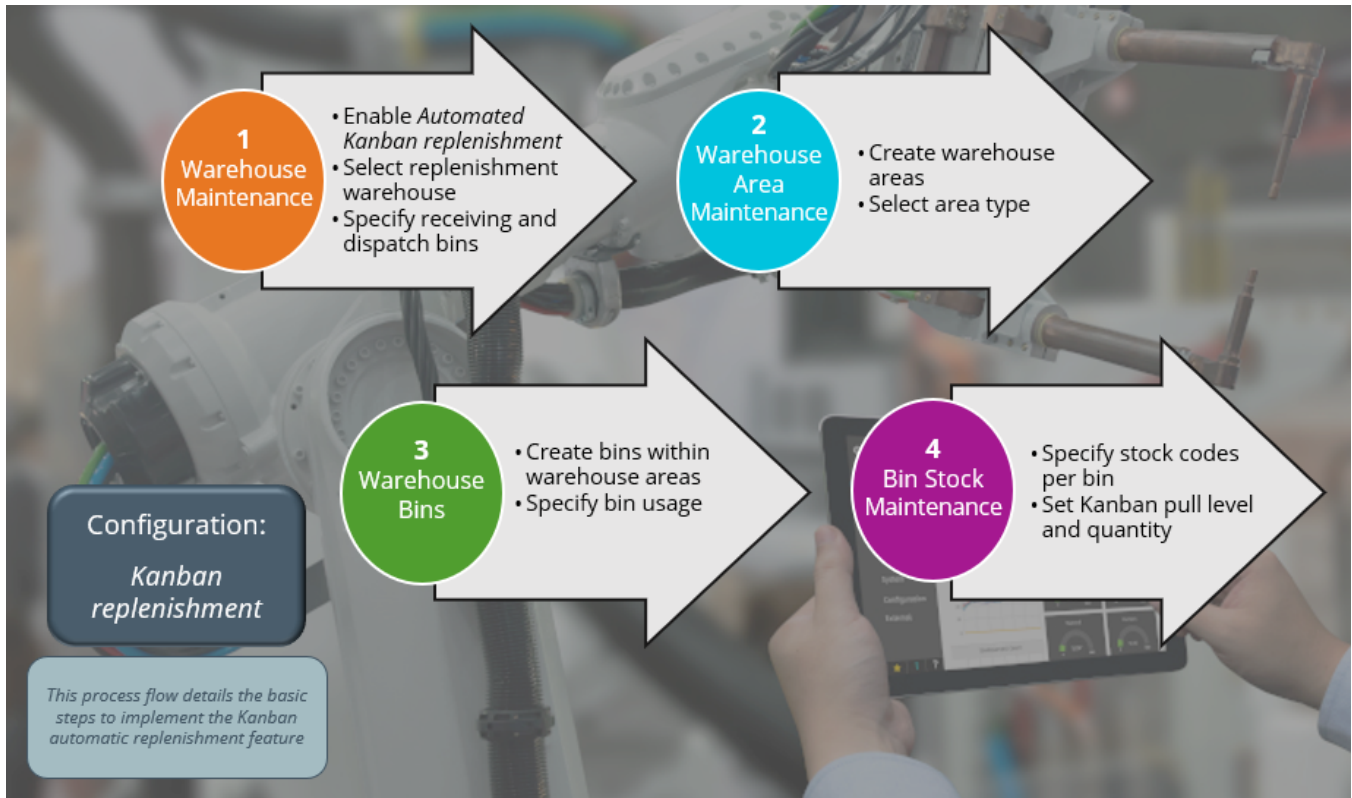 1
Warehouse
Maintenance
• Enable Automated
Kanban replenishment
• Select replenishment
warehouse
• Specify receiving and
dispatch bins
2
Warehouse
Area
Maintenance
• Create warehouse
areas
• Select area type
3
Warehouse
Bins
• Create bins within
warehouse areas
• Specify bin usage
4
Bin Stock
Maintenance
• Specify stock codes
per bin
• Set Kanban pull level
and quantity
Configuration:
Kanban
replenishment
This process flow details the basic
steps to implement the Kanban
automatic replenishment feature
System
Configuration